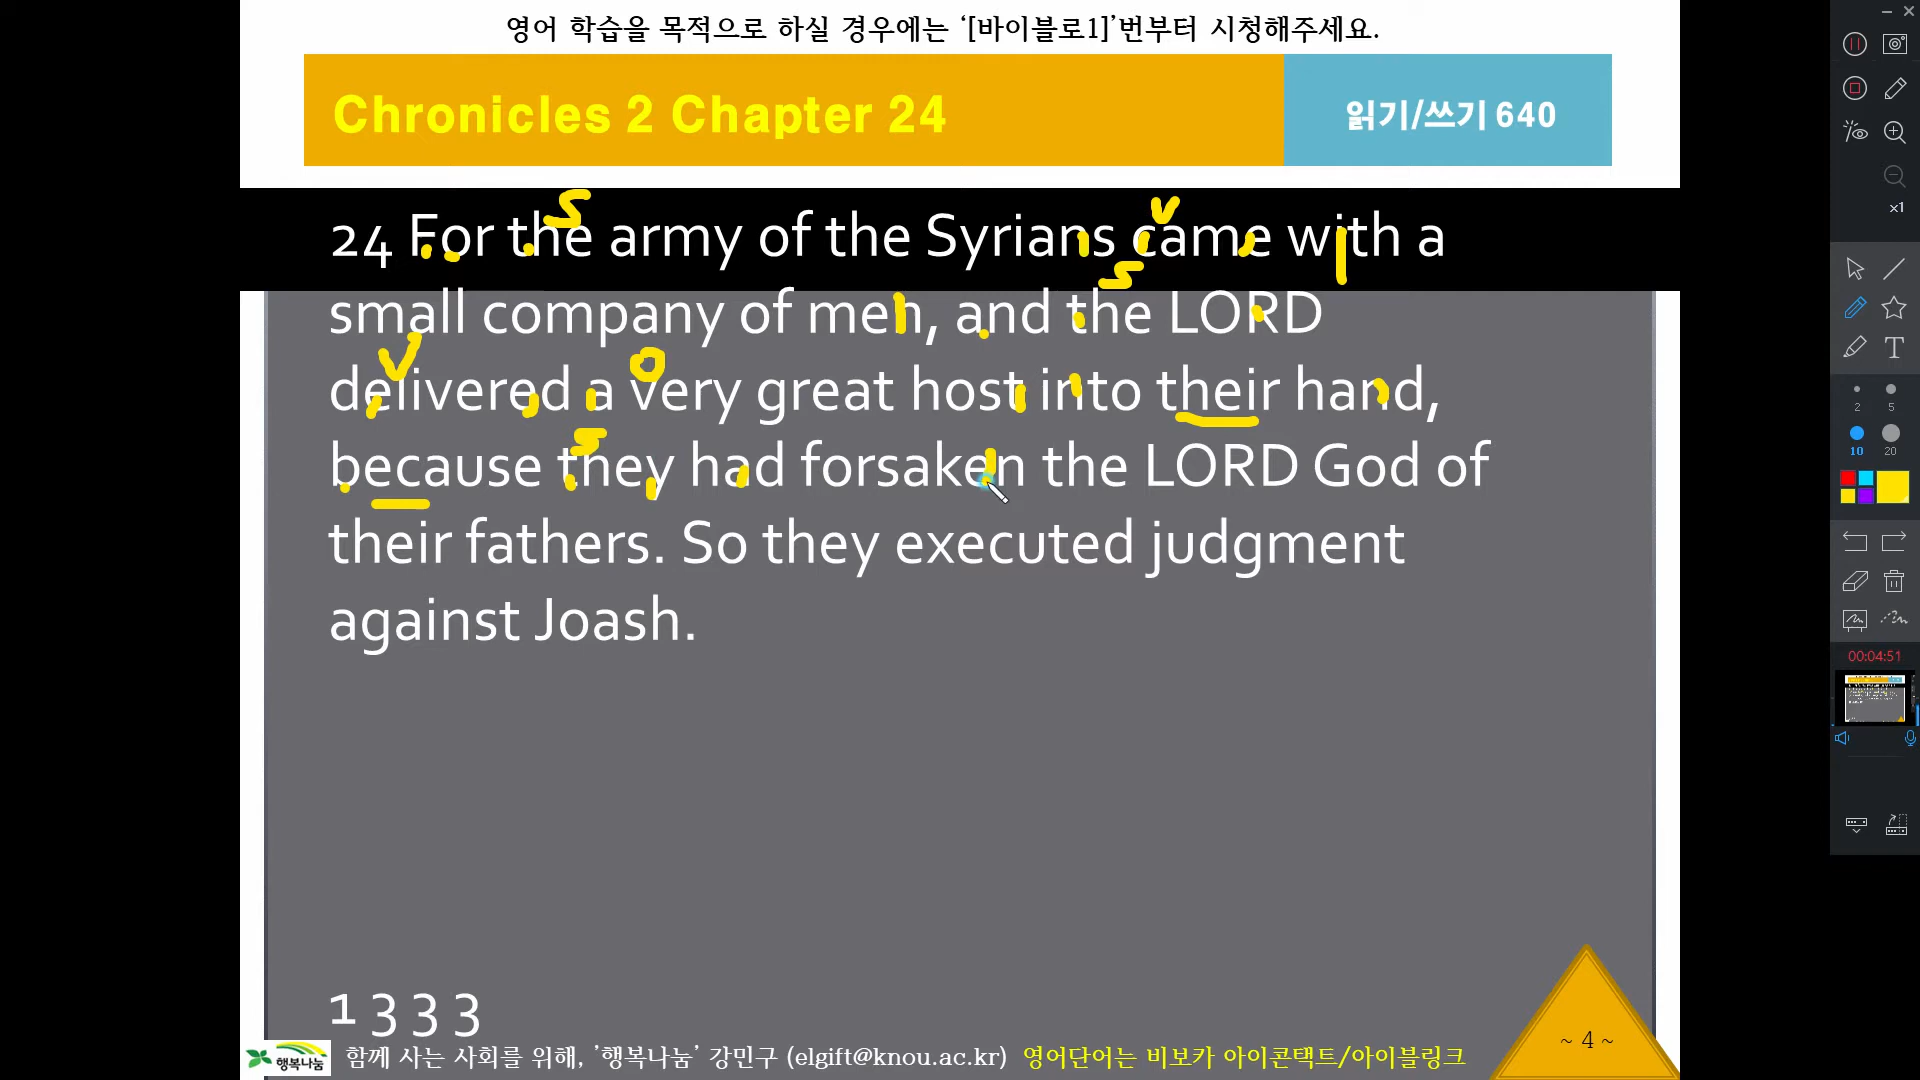 영어 학습을 목적으로 하실 경우에는 ‘[바이블로1]’번부터 시청해주세요.
Chronicles 2 Chapter 24
읽기/쓰기 640
24 For the army of the Syrians came with a
small company of men, and the LORD
delivered a very great host into their hand,
because they had forsaken the LORD God of
their fathers. So they executed judgment
against Joash.
s
v
s
v
o
s
1 3 3 3
~ 4 ~
행복나눔
함께 사는 사회를 위해, ’행복나눔’ 강민구 (elgift@knou.ac.kr) 영어단어는 비보카 아이콘택트/아이블링크
x1
T
2 5
10 20
00:04:51